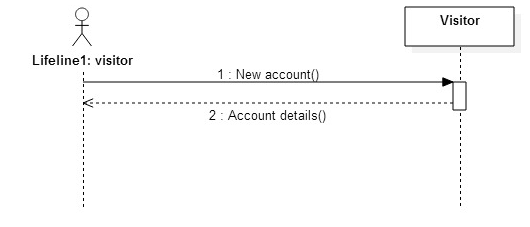 Visitor
Lifeline1: visitor
1 : New account()
2 : Account details()